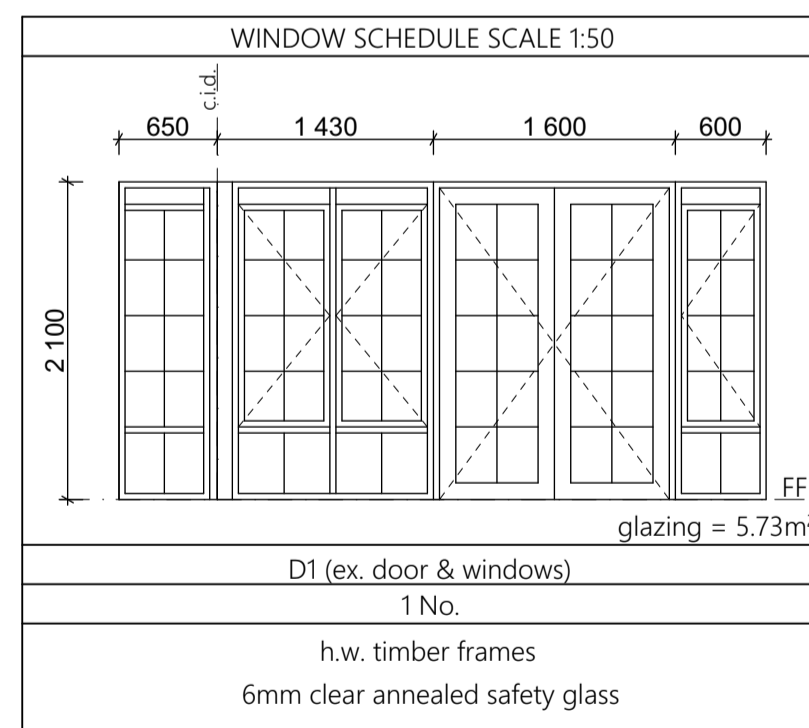 WINDOW SCHEDULE SCALE 1:50
c.i.d.
650 1 430 1 600 600
2 100
FF
glazing = 5.73m²
D1 (ex. door & windows)
1 No.
h.w. timber frames
6mm clear annealed safety glass